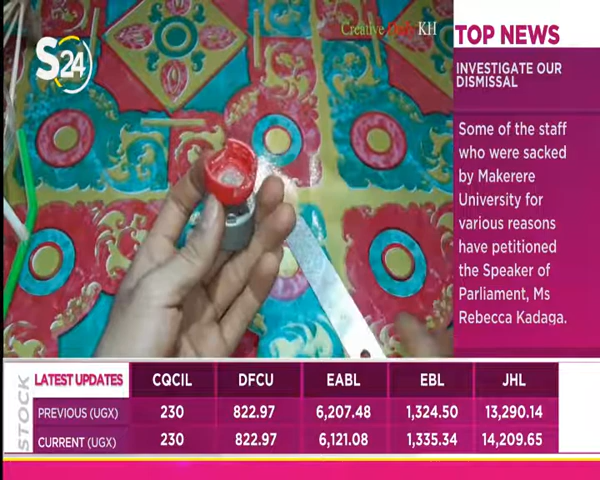 S24
Creative KH
TOP NEWS
INVESTIGATE OUR
DISMISSAL
Some of the staff
who were sacked
by Makerere
University for
various reasons
have petitioned
the Speaker of
Parliament, Ms
Rebecca Kadaga.
STOCK
LATEST UPDATES CQCIL DFCU EABL EBL JHL
PREVIOUS (UGX) 230 822.97 6,207.48 1,324.50 13,290.14
CURRENT (UGX) 230 822.97 6,121.08 1,335.34 14,209.65